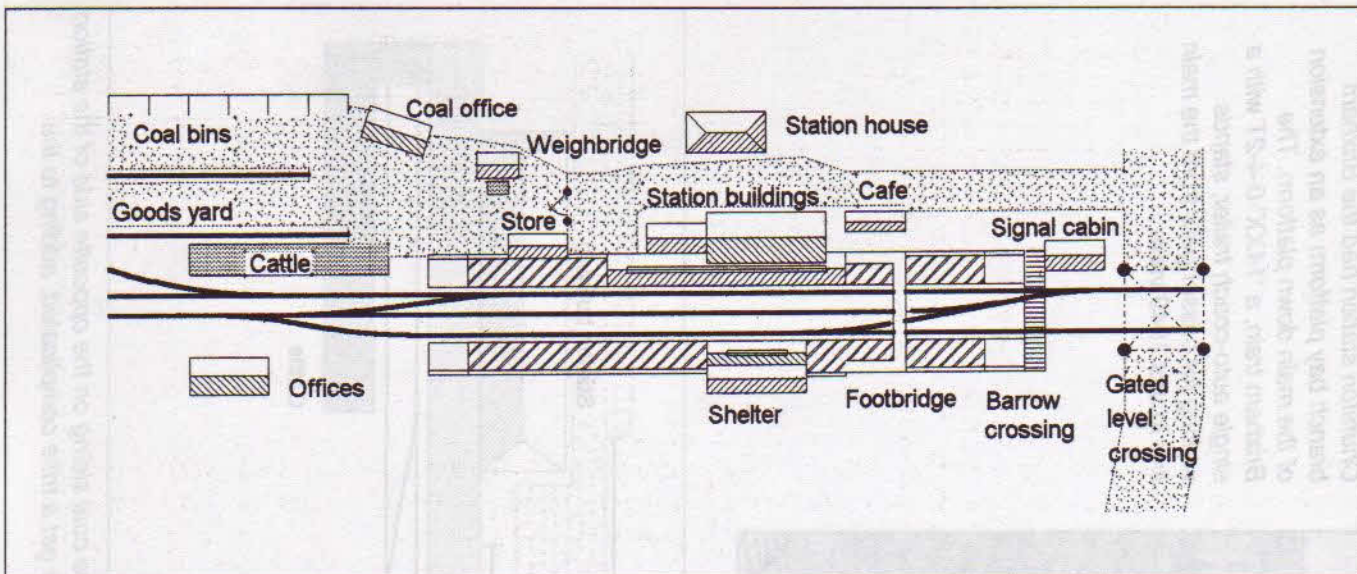 Coal office
Coal bins
Weighbridge
Station house
Goods yard
Store
Station buildings
Cafe
Signal cabin
Cattle
Offices
Shelter
Footbridge
Barrow
crossing
Gated
level
crossing